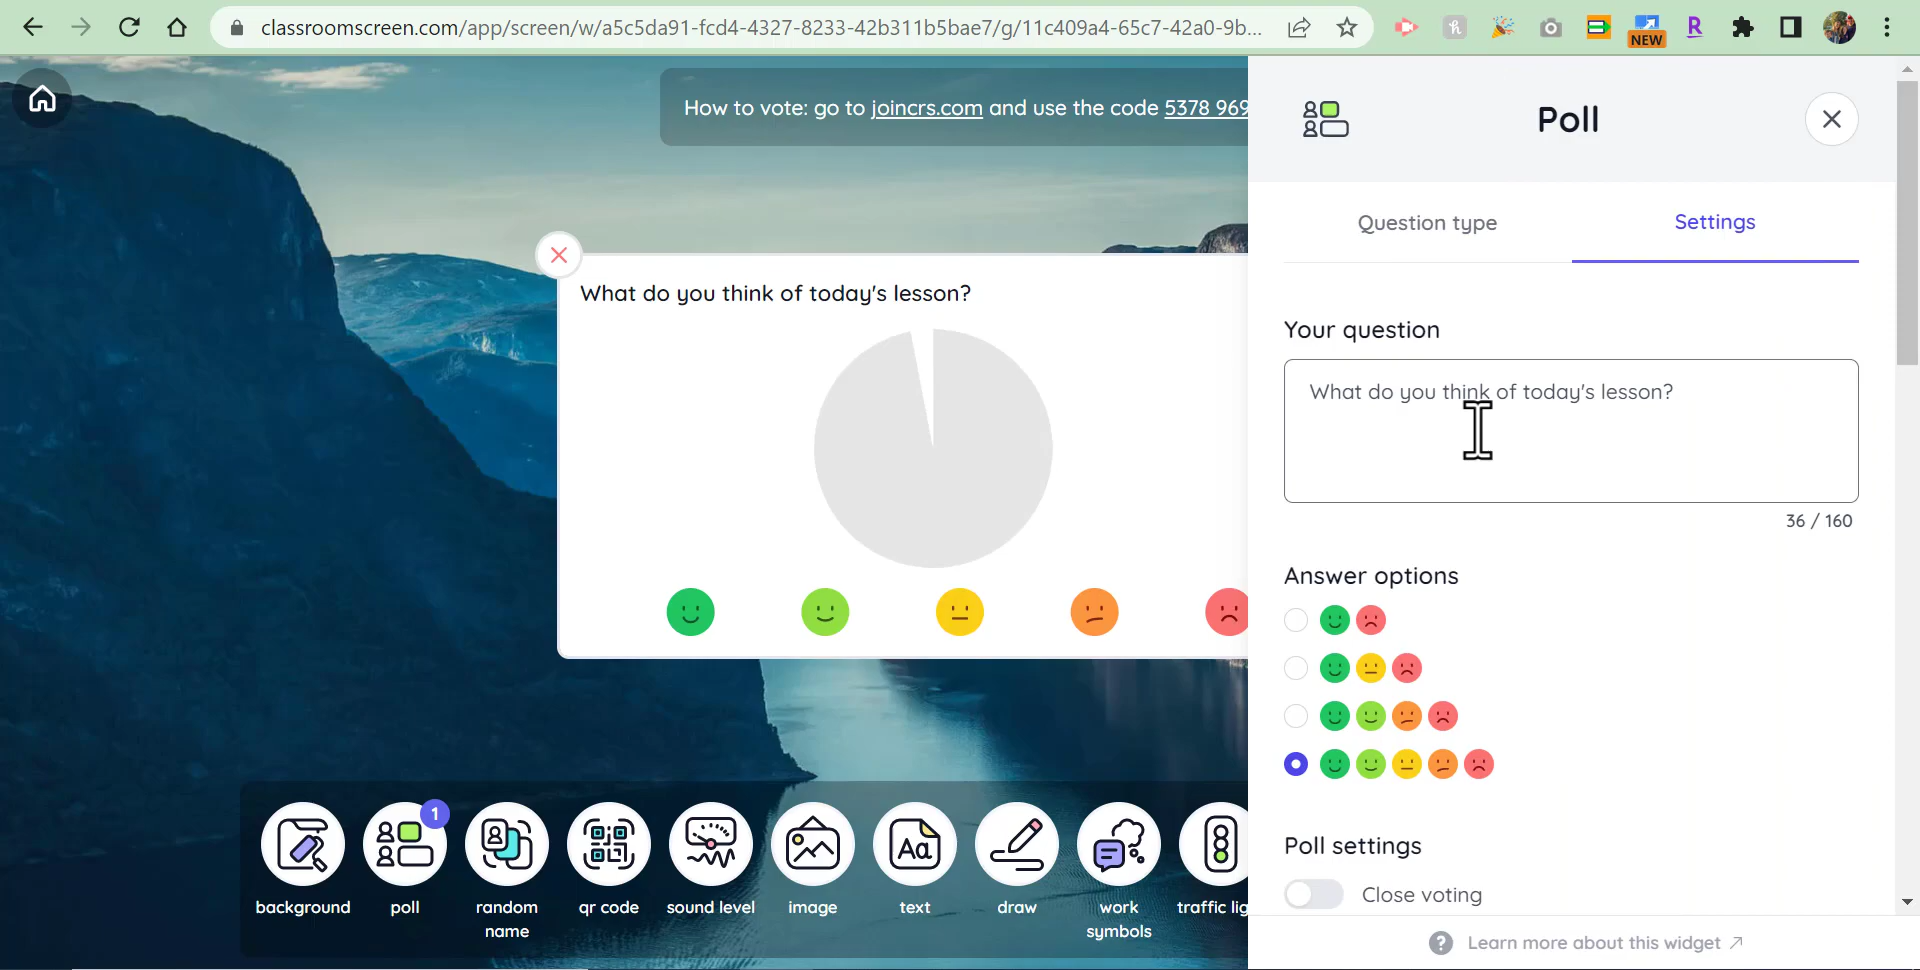 classroomscreen.com/app/screen/w/a5c5da91-fcd4-4327-8233-42b311b5bae7/g/11c409a4-65c7-42a0-9b...
NEW
How to vote: go to joincrs.com and use the code 5378 969
Poll
Question type
Settings
What do you think of today's lesson?
Your question
What do you think of today's lesson?
36 / 160
Answer options
Poll settings
Close voting
1
background
poll
random
name
qr code
sound level
image
Aa
text
draw
work
symbols
traffic lig
Learn more about this widget